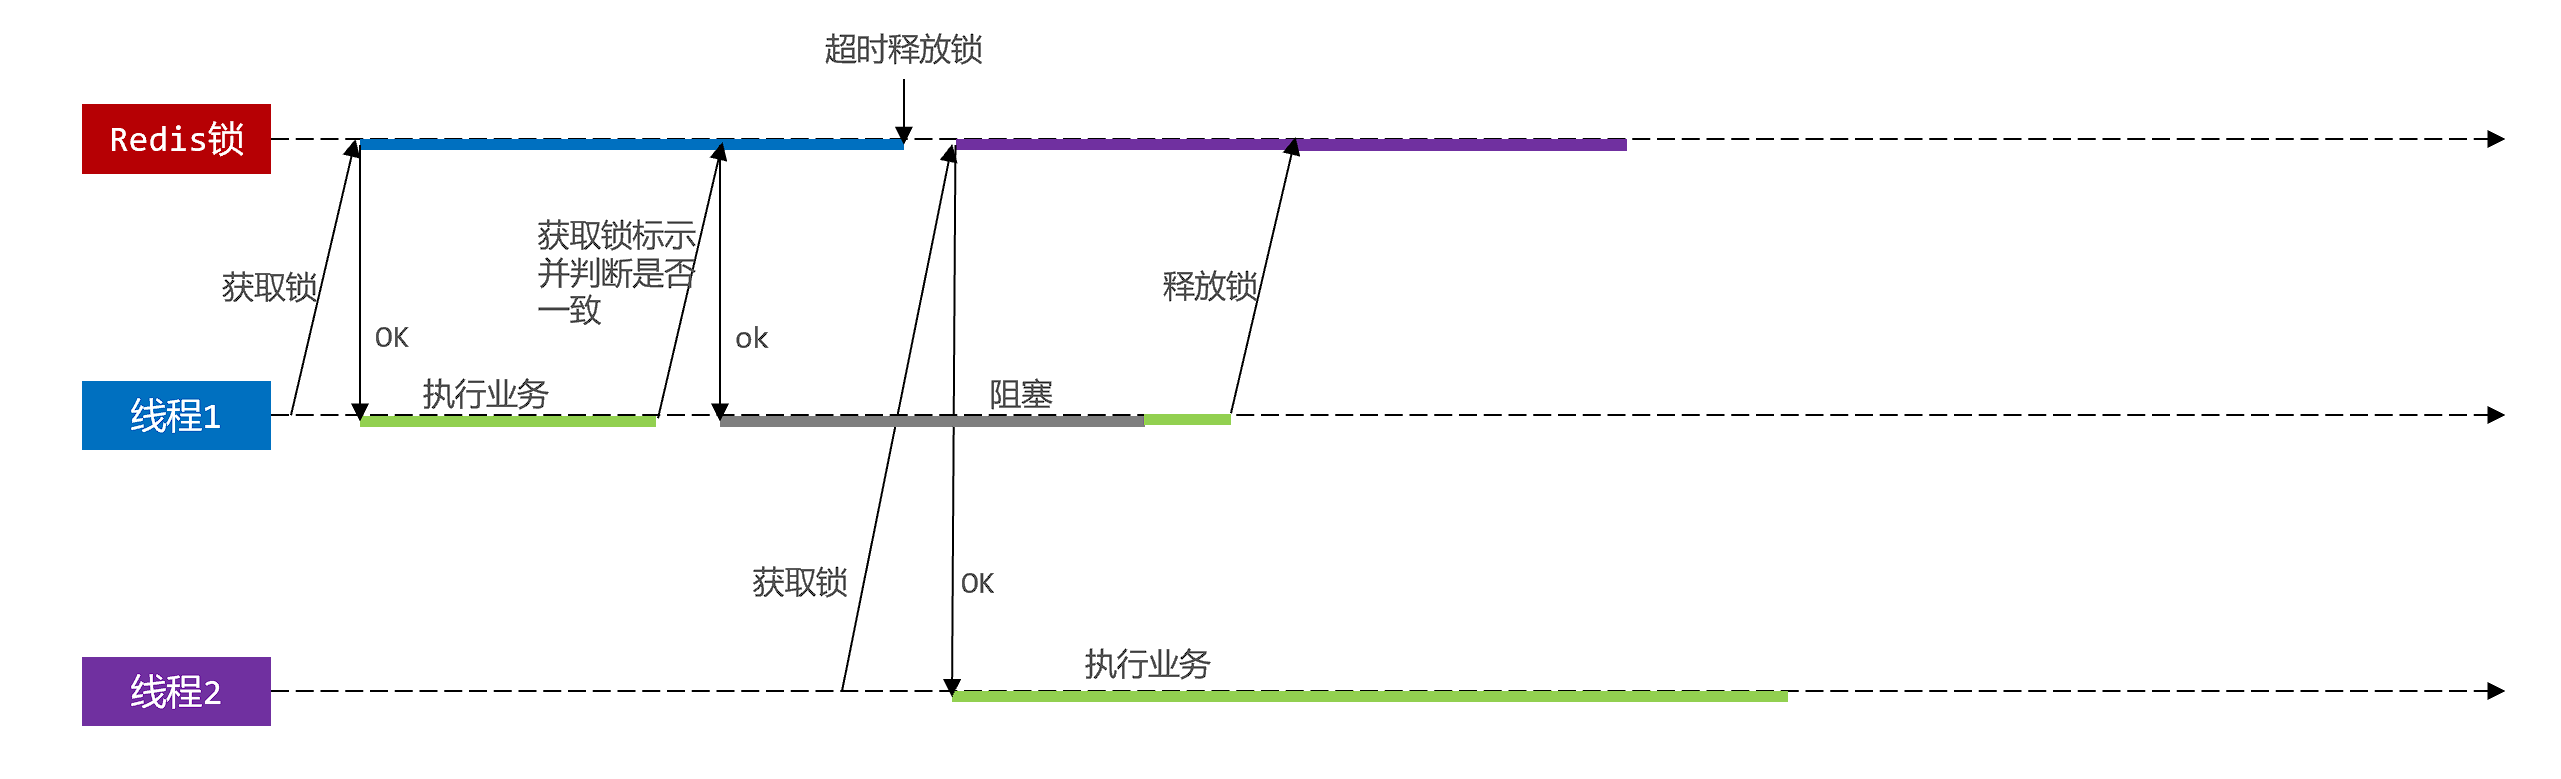 超时释放锁
Redis锁
获取锁标示
并判断是否
一致
获取锁
释放锁
OK
ok
执行业务
阻塞
线程1
获取锁
OK
执行业务
线程2